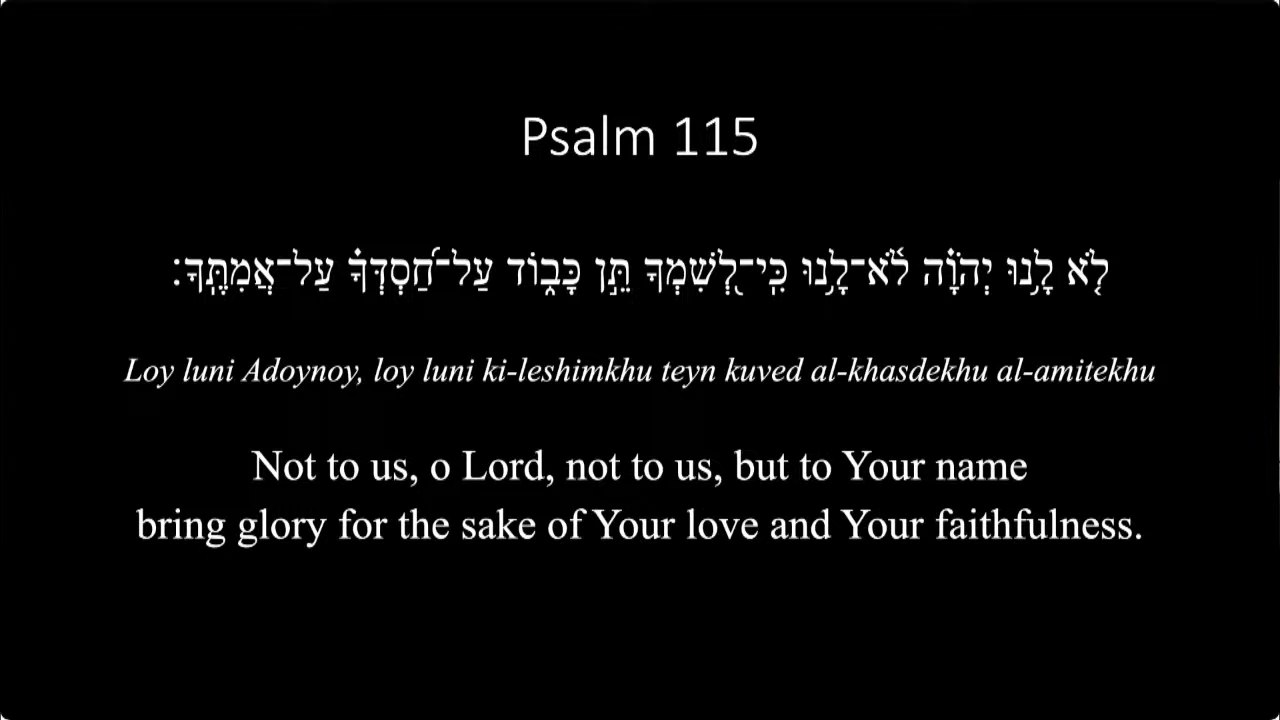 Psalm 115
לֹ֤א לָ֥נוּ יְהֹוָ֗ה לֹ֫א־לָ֥נוּ כִּֽי־לְ֭שִׁמְךָ תֵּ֣ן כָּב֑וֹד עַל־חַ֝סְדְּךָ֗ עַל־אֲמִתֶּֽךָ׃
Loy luni Adoynoy, loy luni ki-leshimkhu teyn kuved al-khasdekhu al-amitekhu
Not to us, o Lord, not to us, but to Your name
bring glory for the sake of Your love and Your faithfulness.